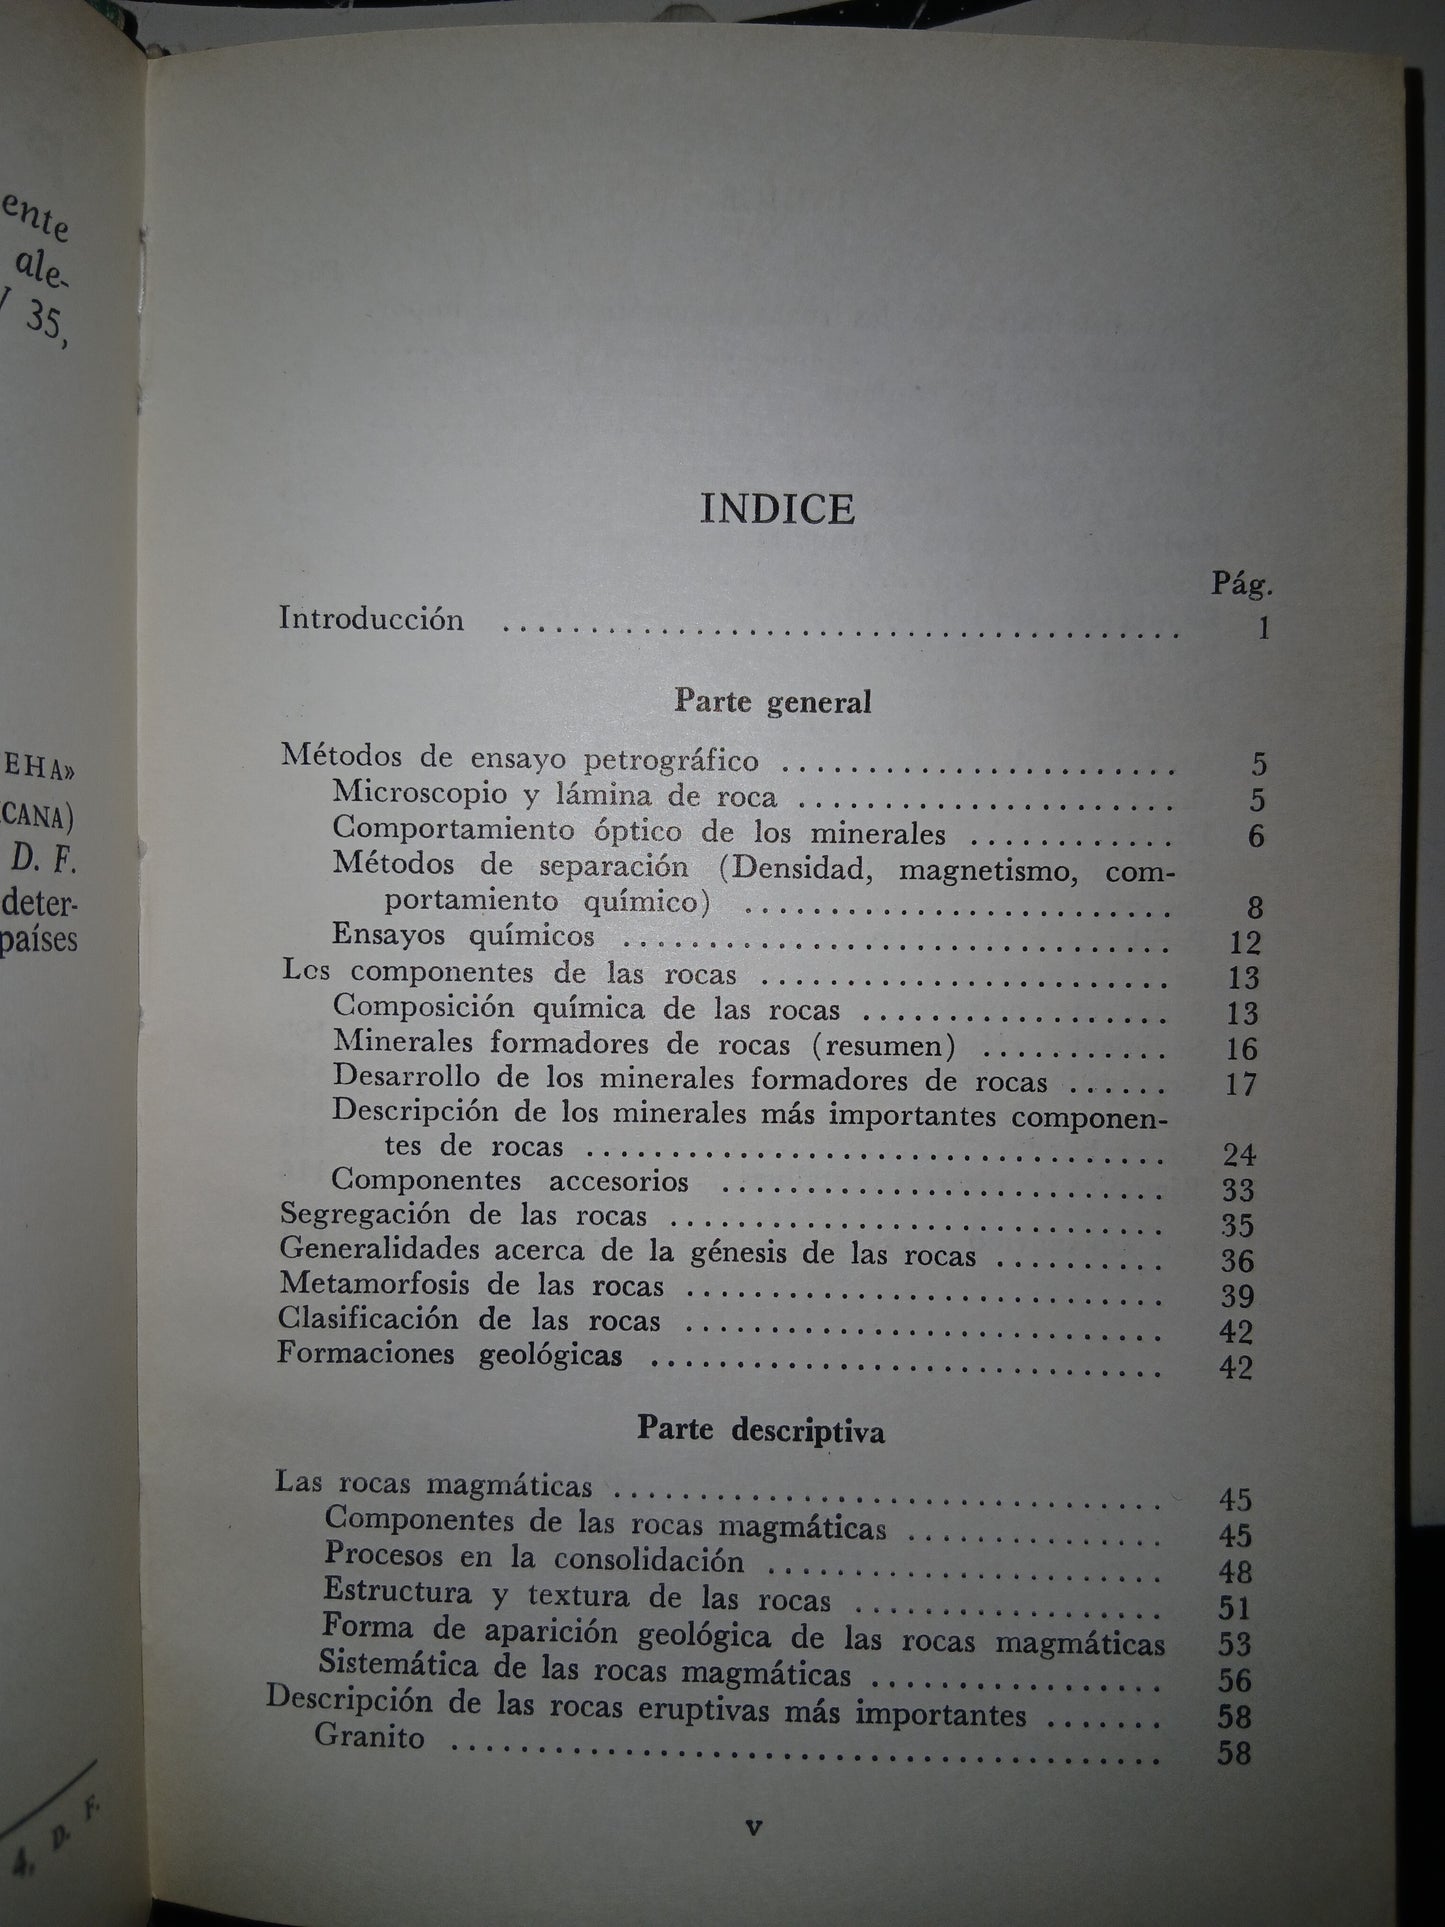 ente
ale-
35,
EHA»
CANA)
D. F.
deter-
países
4, D. F.
INDICE
Pág.
Introducción ........................................ 1
Parte general
Métodos de ensayo petrográfico ........................ 5
Microscopio y lámina de roca ....................... 5
Comportamiento óptico de los minerales ............ 6
Métodos de separación (Densidad, magnetismo, com-
portamiento químico) .......................... 8
Ensayos químicos ................................. 12
Los componentes de las rocas ......................... 13
Composición química de las rocas .................. 13
Minerales formadores de rocas (resumen) ........... 16
Desarrollo de los minerales formadores de rocas ...... 17
Descripción de los minerales más importantes componen-
tes de rocas .................................. 24
Componentes accesorios ........................... 33
Segregación de las rocas .............................. 35
Generalidades acerca de la génesis de las rocas .......... 36
Metamorfosis de las rocas ............................. 39
Clasificación de las rocas ............................. 42
Formaciones geológicas ............................... 42
Parte descriptiva
Las rocas magmáticas ................................. 45
Componentes de las rocas magmáticas ............... 45
Procesos en la consolidación ........................ 48
Estructura y textura de las rocas ................... 51
Forma de aparición geológica de las rocas magmáticas 53
Sistemática de las rocas magmáticas ................. 56
Descripción de las rocas eruptivas más importantes ....... 58
Granito .......................................... 58
v